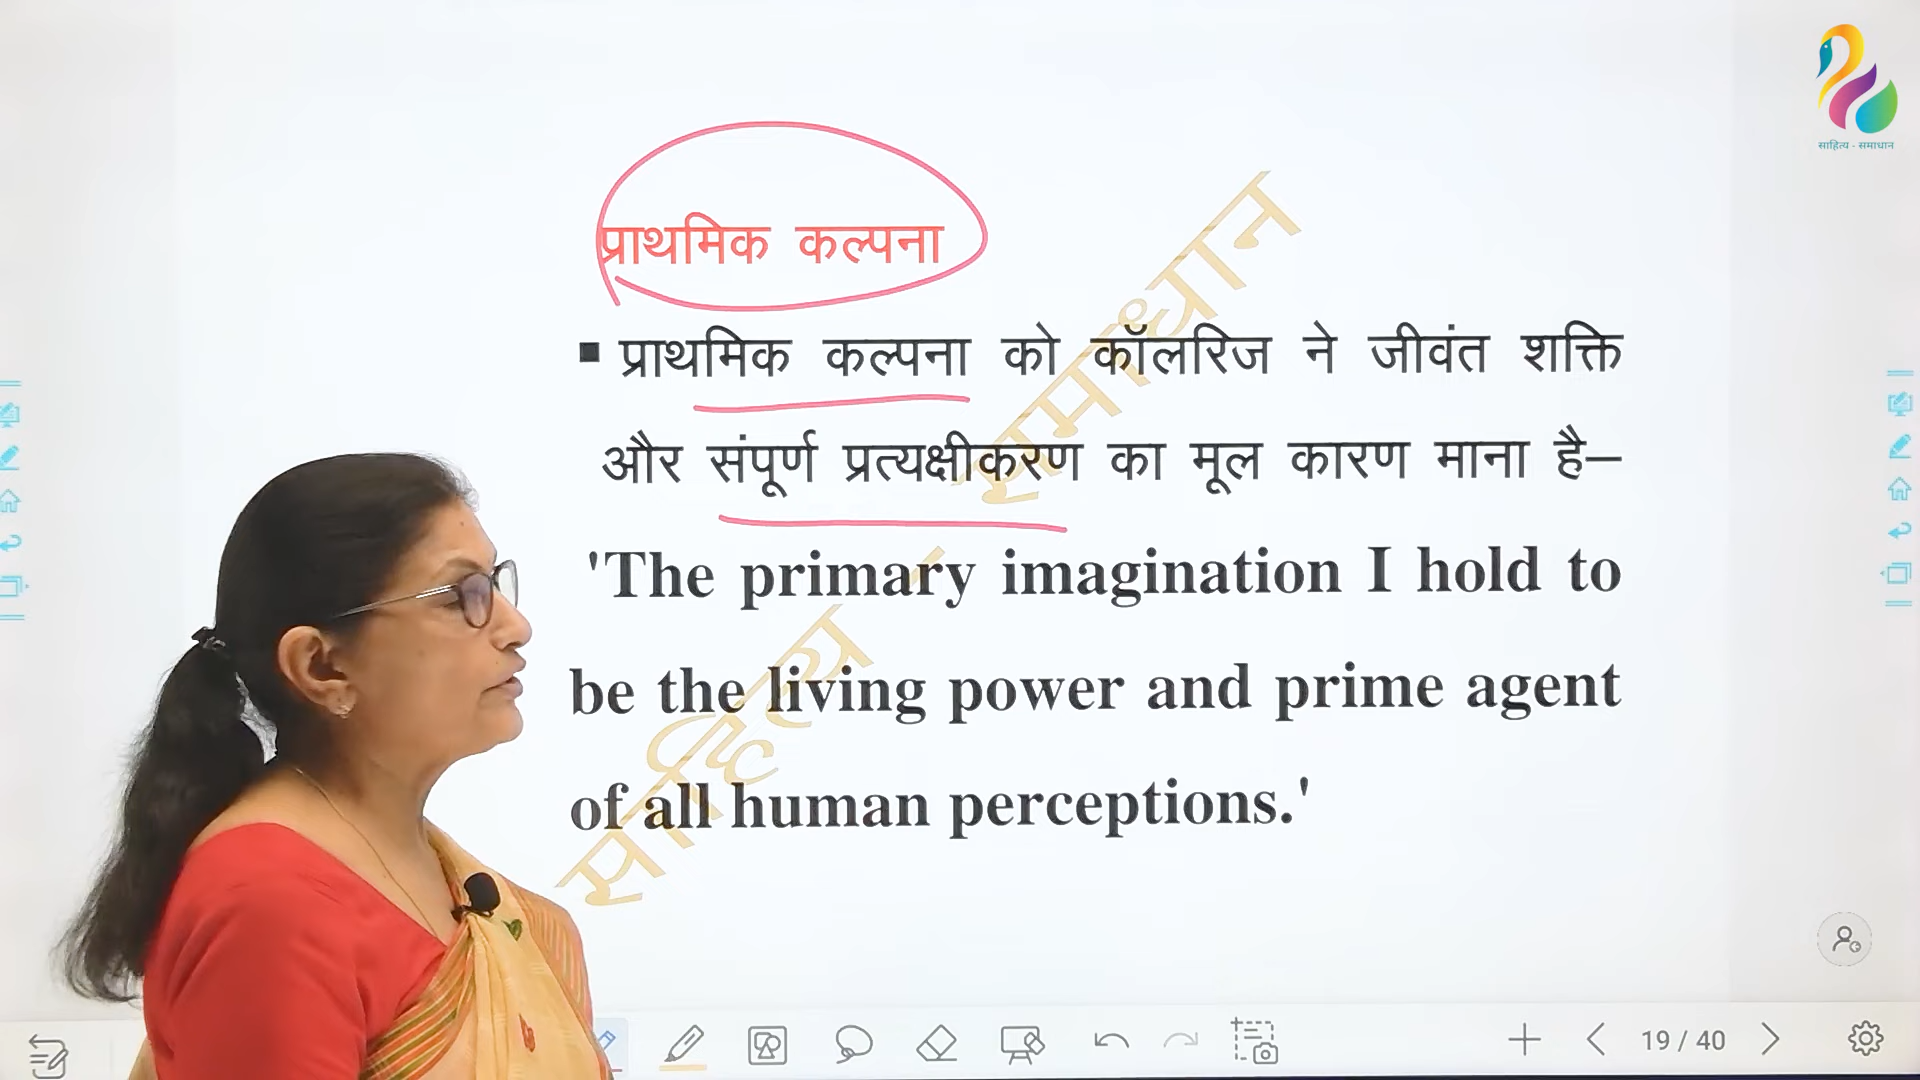 साहित्य - समाधान
प्राथमिक कल्पना
▪ प्राथमिक कल्पना को कॉलरिज ने जीवंत शक्ति
और संपूर्ण प्रत्यक्षीकरण का मूल कारण माना है–
'The primary imagination I hold to
be the living power and prime agent
of all human perceptions.'
साहित्य - समाधान
19 / 40